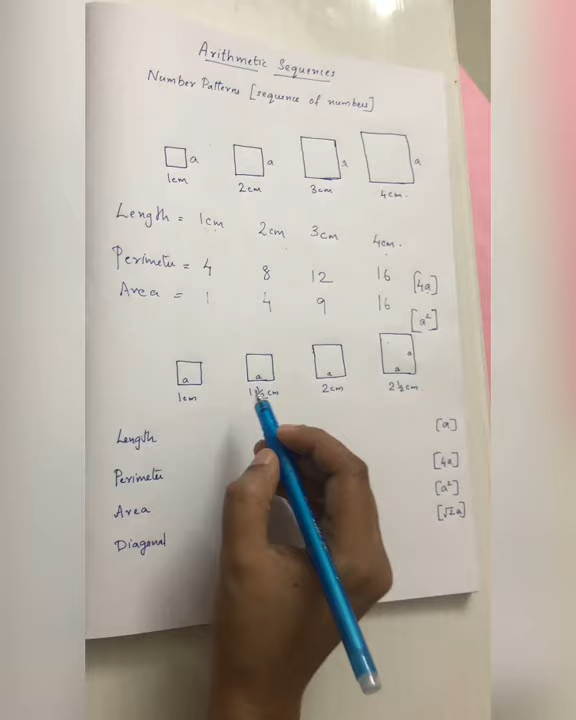 Arithmetic Sequences
Number Patterns [sequence of numbers]
a a a a
1cm 2cm 3cm 4cm.
Length = 1cm 2cm 3cm 4cm.
Perimeter = 4 8 12 16 [4a]
Area = 1 4 9 16 [a²]
a a a a a
1cm 1½cm 2cm 2½cm.
Length [a]
Perimeter [4a]
Area [a²]
Diagonal [√2a]